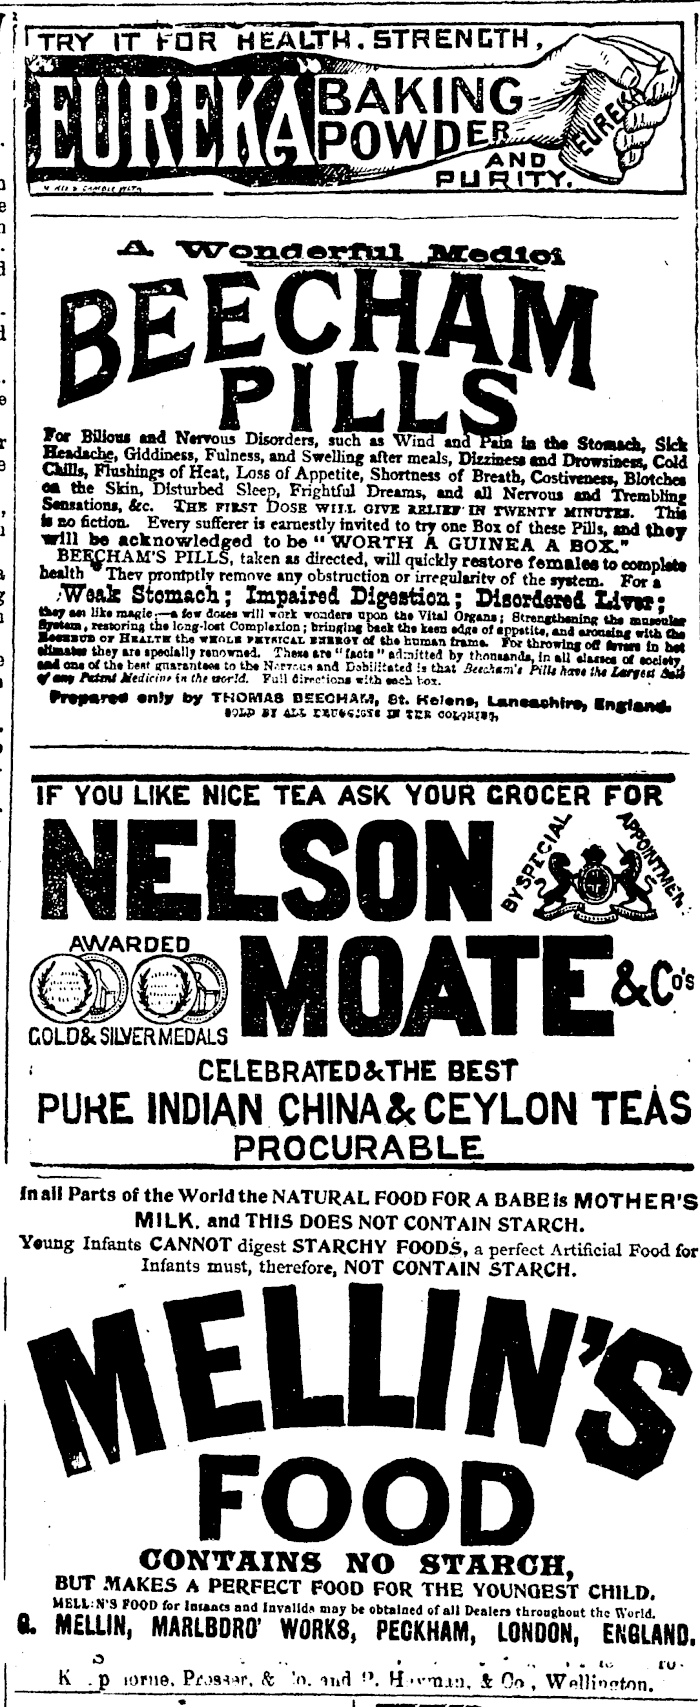 TRY IT FOR HEALTH, STRENGTH,
EUREKA BAKING
POWDER
AND
PURITY.
EUREKA
A Wonderful Medici
BEECHAM
PILLS
For Bilious and Nervous Disorders, such as Wind and Pain in the Stomach, Sick
Headache, Giddiness, Fulness, and Swelling after meals, Dizziness and Drowsiness, Cold
Chills, Flushings of Heat, Loss of Appetite, Shortness of Breath, Costiveness, Blotches
on the Skin, Disturbed Sleep, Frightful Dreams, and all Nervous and Trembling
Sensations, &c. THE FIRST DOSE WILL GIVE RELIEF IN TWENTY MINUTES. This
is no fiction. Every sufferer is earnestly invited to try one Box of these Pills, and they
will be acknowledged to be "WORTH A GUINEA A BOX."
BEECHAM'S PILLS, taken as directed, will quickly restore females to complete
health They promptly remove any obstruction or irregularity of the system. For a
Weak Stomach; Impaired Digestion; Disordered Liver;
they act like magic:—a few doses will work wonders upon the Vital Organs; Strengthening the muscular
System, restoring the long-lost Complexion; bringing back the keen edge of appetite, and arousing with the
ROSEBUD OF HEALTH the WHOLE PHYSICAL ENERGY of the human frame. For throwing off fevers in hot
climates they are specially renowned. These are "facts" admitted by thousands, in all classes of society,
and one of the best guarantees to the Nervous and Debilitated is that Beecham's Pills have the Largest Sale
of any Patent Medicine in the world. Full directions with each box.
Prepared only by THOMAS BEECHAM, St. Helens, Lancashire, England.
SOLD BY ALL DRUGGISTS IN THE COLONIES.
IF YOU LIKE NICE TEA ASK YOUR GROCER FOR
NELSON
BY SPECIAL APPOINTMEN
AWARDED
GOLD & SILVER MEDALS
MOATE & Co's
CELEBRATED & THE BEST
PURE INDIAN CHINA & CEYLON TEAS
PROCURABLE
In all Parts of the World the NATURAL FOOD FOR A BABE is MOTHER'S
MILK, and THIS DOES NOT CONTAIN STARCH.
Young Infants CANNOT digest STARCHY FOODS, a perfect Artificial Food for
Infants must, therefore, NOT CONTAIN STARCH.
MELLIN'S
FOOD
CONTAINS NO STARCH,
BUT MAKES A PERFECT FOOD FOR THE YOUNGEST CHILD.
MELLIN'S FOOD for Infants and Invalids may be obtained of all Dealers throughout the World.
G. MELLIN, MARLBORO' WORKS, PECKHAM, LONDON, ENGLAND.
Prosser, & Co. and P. Hayman, & Co, Wellington.